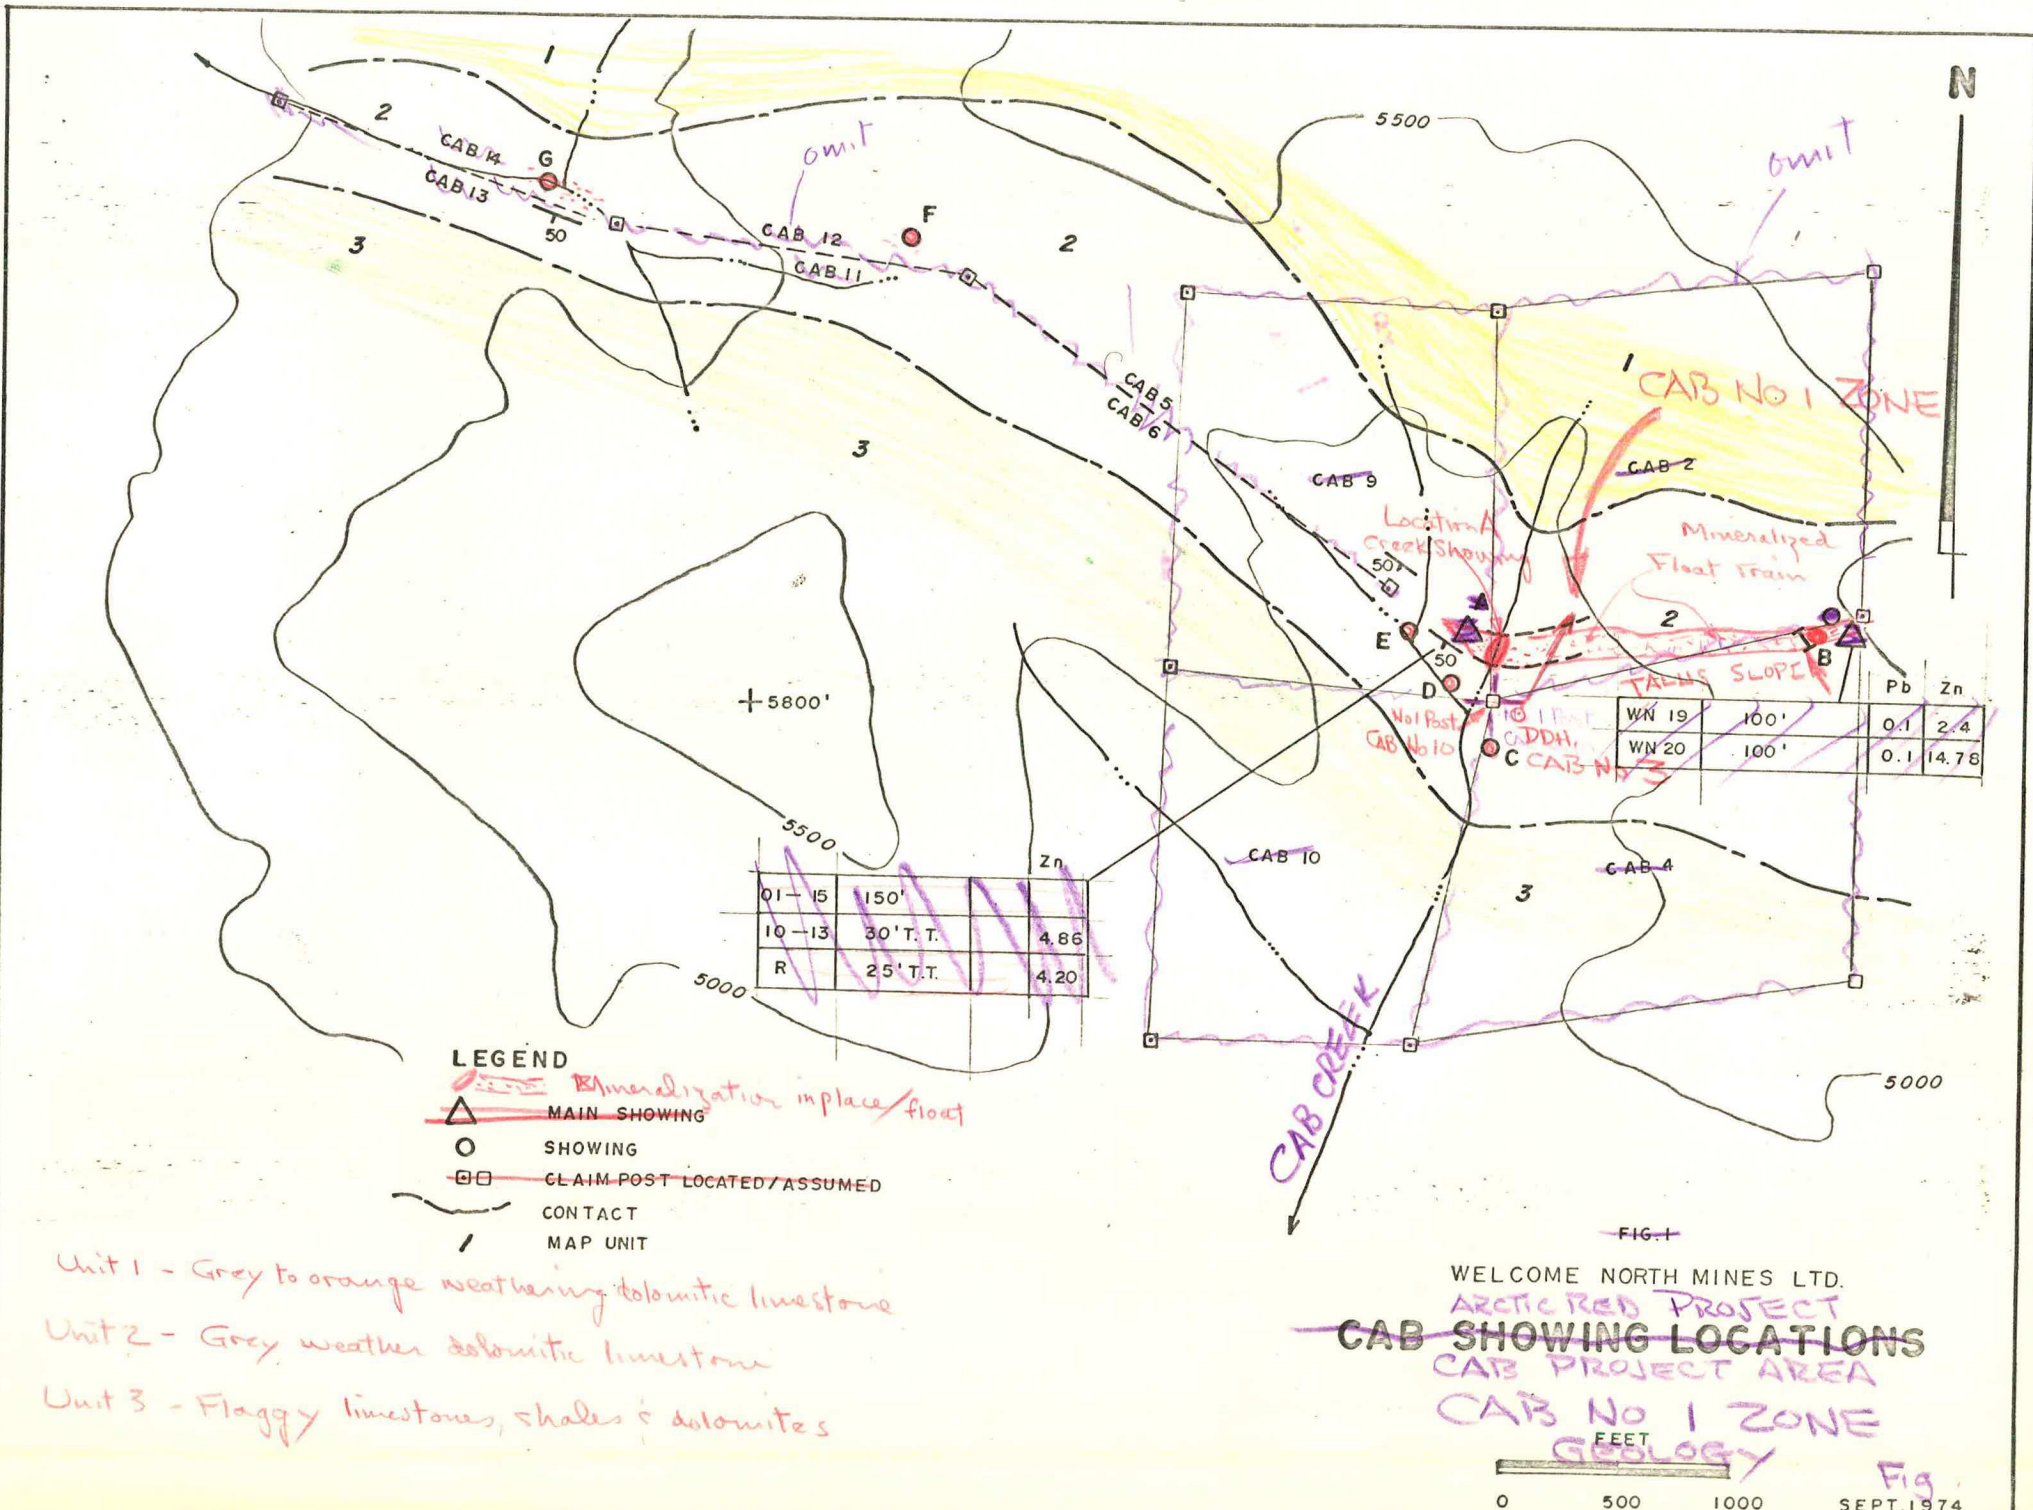 N
1
2
CAB 14
G
CAB 13
50
3
omit
CAB 12
F
CAB 11
2
5500
omit
1
CAB NO 1 ZONE
CAB 5
CAB 6
3
CAB 9
CAB 2
Location A
Creek Showing
50
Mineralized
Float Train
A
2
E
50
B
D
TALUS SLOPE
5800'
No 1 Post
CAB No 10
DDH.
C
CAB No 3
Pb Zn
WN 19 100' 0.1 2.4
WN 20 100' 0.1 14.78
5500
Zn
01-15 150'
10-13 30' T.T. 4.86
R 25' T.T. 4.20
CAB 10
CAB 4
3
5000
CAB CREEK
5000
LEGEND
Mineralization in place/float
MAIN SHOWING
SHOWING
CLAIM POST LOCATED/ASSUMED
CONTACT
1 MAP UNIT
Unit 1 - Grey to orange weathering dolomitic limestone
Unit 2 - Grey weather dolomitic limestone
Unit 3 - Flaggy limestones, shales & dolomites
FIG. 1
WELCOME NORTH MINES LTD.
ARCTIC RED PROJECT
CAB SHOWING LOCATIONS
CAB PROJECT AREA
CAB No 1 ZONE
FEET
GEOLOGY
Fig.
0 500 1000
SEPT. 1974